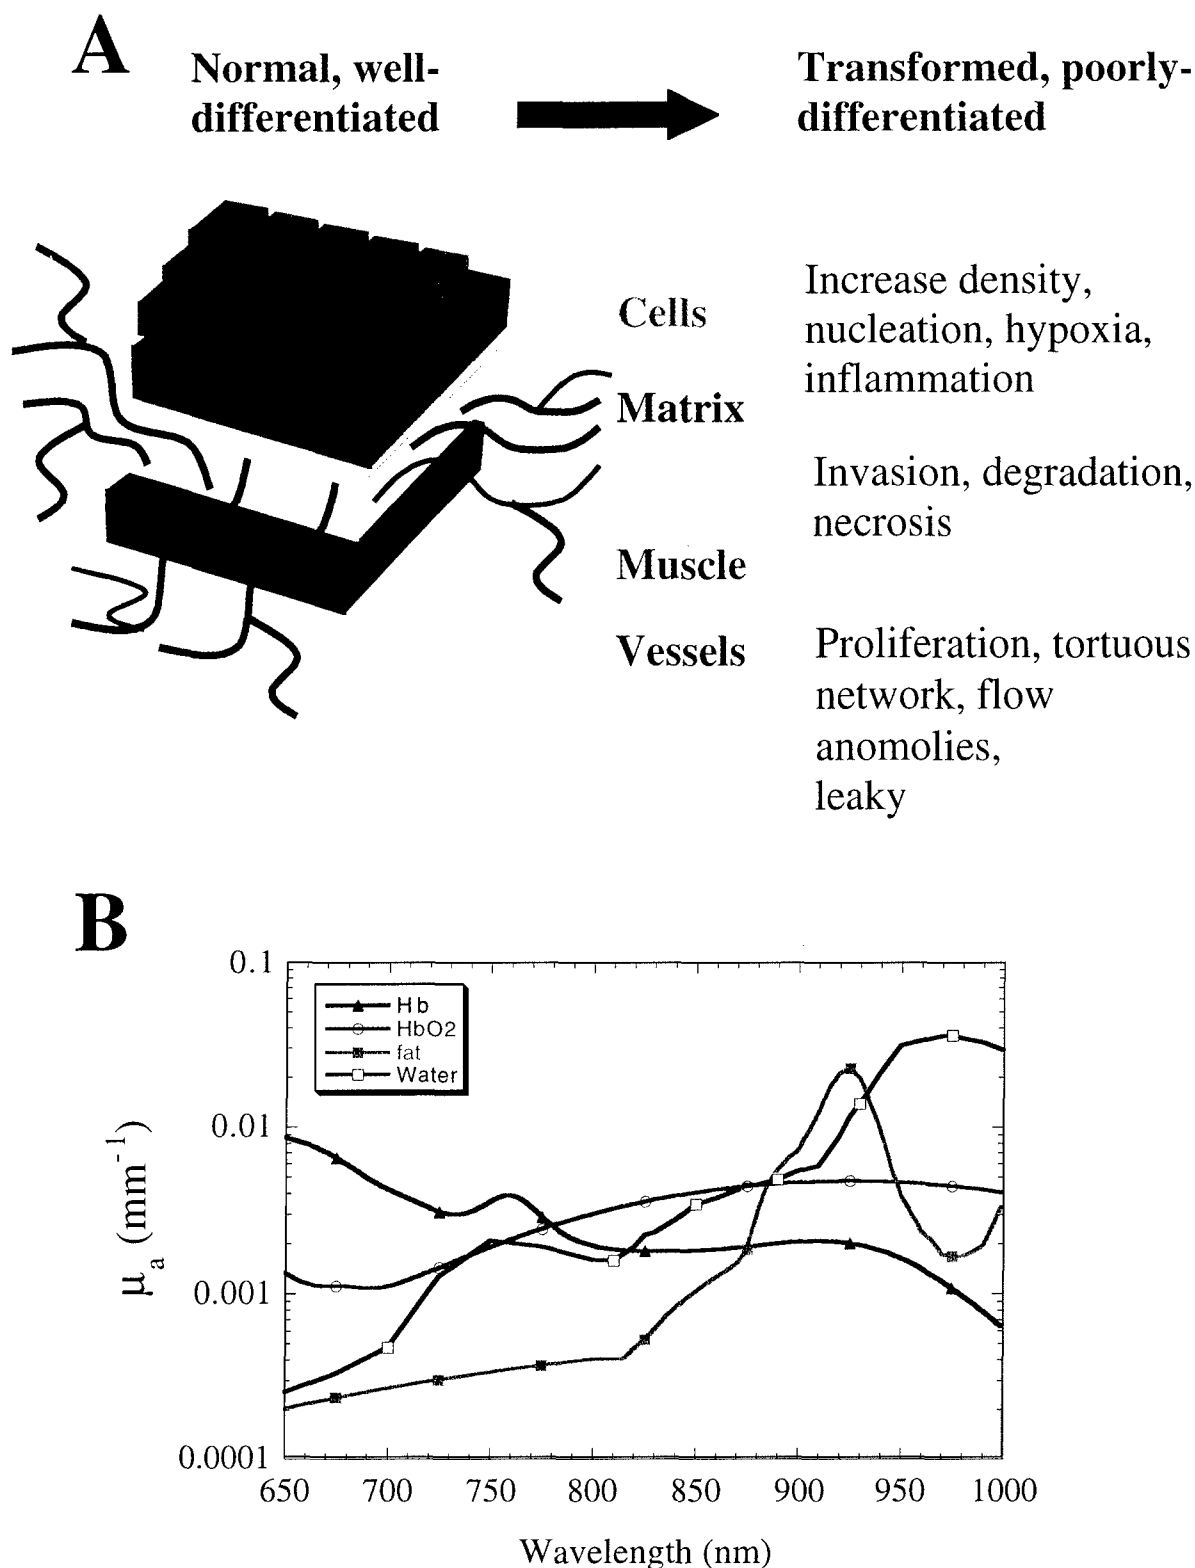 A
Normal, well-
differentiated
Transformed, poorly-
differentiated
Cells
Increase density,
nucleation, hypoxia,
inflammation
Matrix
Invasion, degradation,
necrosis
Muscle
Vessels
Proliferation, tortuous
network, flow
anomolies,
leaky
B
0.1
0.01
0.001
0.0001
μa (mm-1)
Hb
HbO2
fat
Water
650 700 750 800 850 900 950 1000
Wavelength (nm)